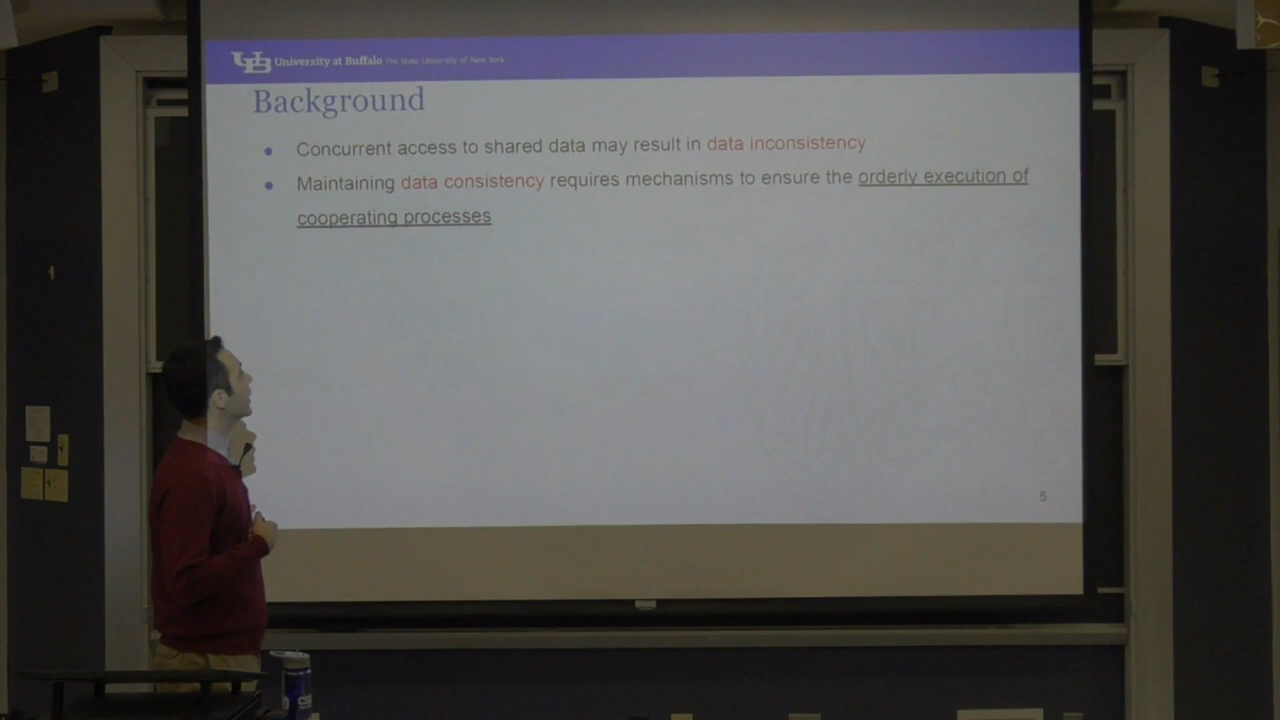 UB University at Buffalo The State University of New York
Background
Concurrent access to shared data may result in data inconsistency
Maintaining data consistency requires mechanisms to ensure the orderly execution of
cooperating processes
5